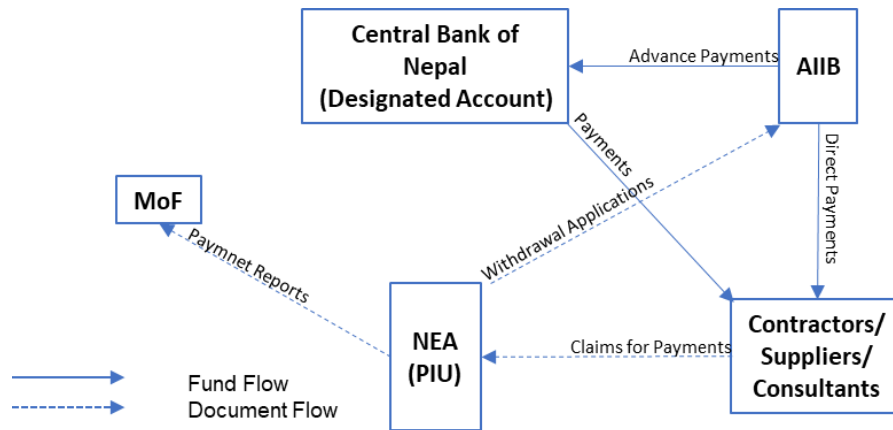 Central Bank of
Nepal
(Designated Account)
Advance Payments
AIIB
Payments
Direct Payments
Withdrawal Applications
MoF
Paymnet Reports
NEA
(PIU)
Claims for Payments
Contractors/
Suppliers/
Consultants
Fund Flow
Document Flow